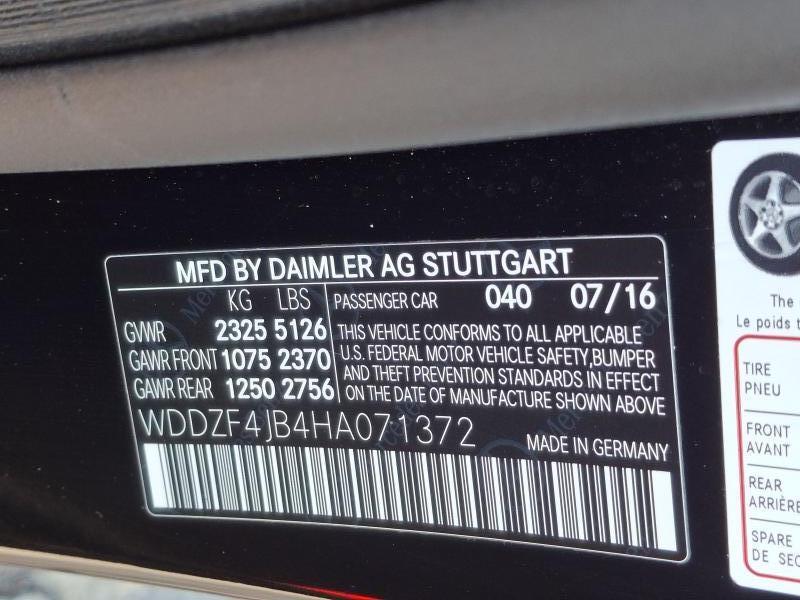 MFD BY DAIMLER AG STUTTGART
KG LBS
GVWR 2325 5126
GAWR FRONT 1075 2370
GAWR REAR 1250 2756
PASSENGER CAR 040 07/16
THIS VEHICLE CONFORMS TO ALL APPLICABLE
U.S. FEDERAL MOTOR VEHICLE SAFETY,BUMPER
AND THEFT PREVENTION STANDARDS IN EFFECT
ON THE DATE OF MANUFACTURE SHOWN ABOVE
WDDZF4JB4HA071372
MADE IN GERMANY
The
Le poids
TIRE
PNEU
FRONT
AVANT
REAR
ARRIÈRE
SPARE
DE